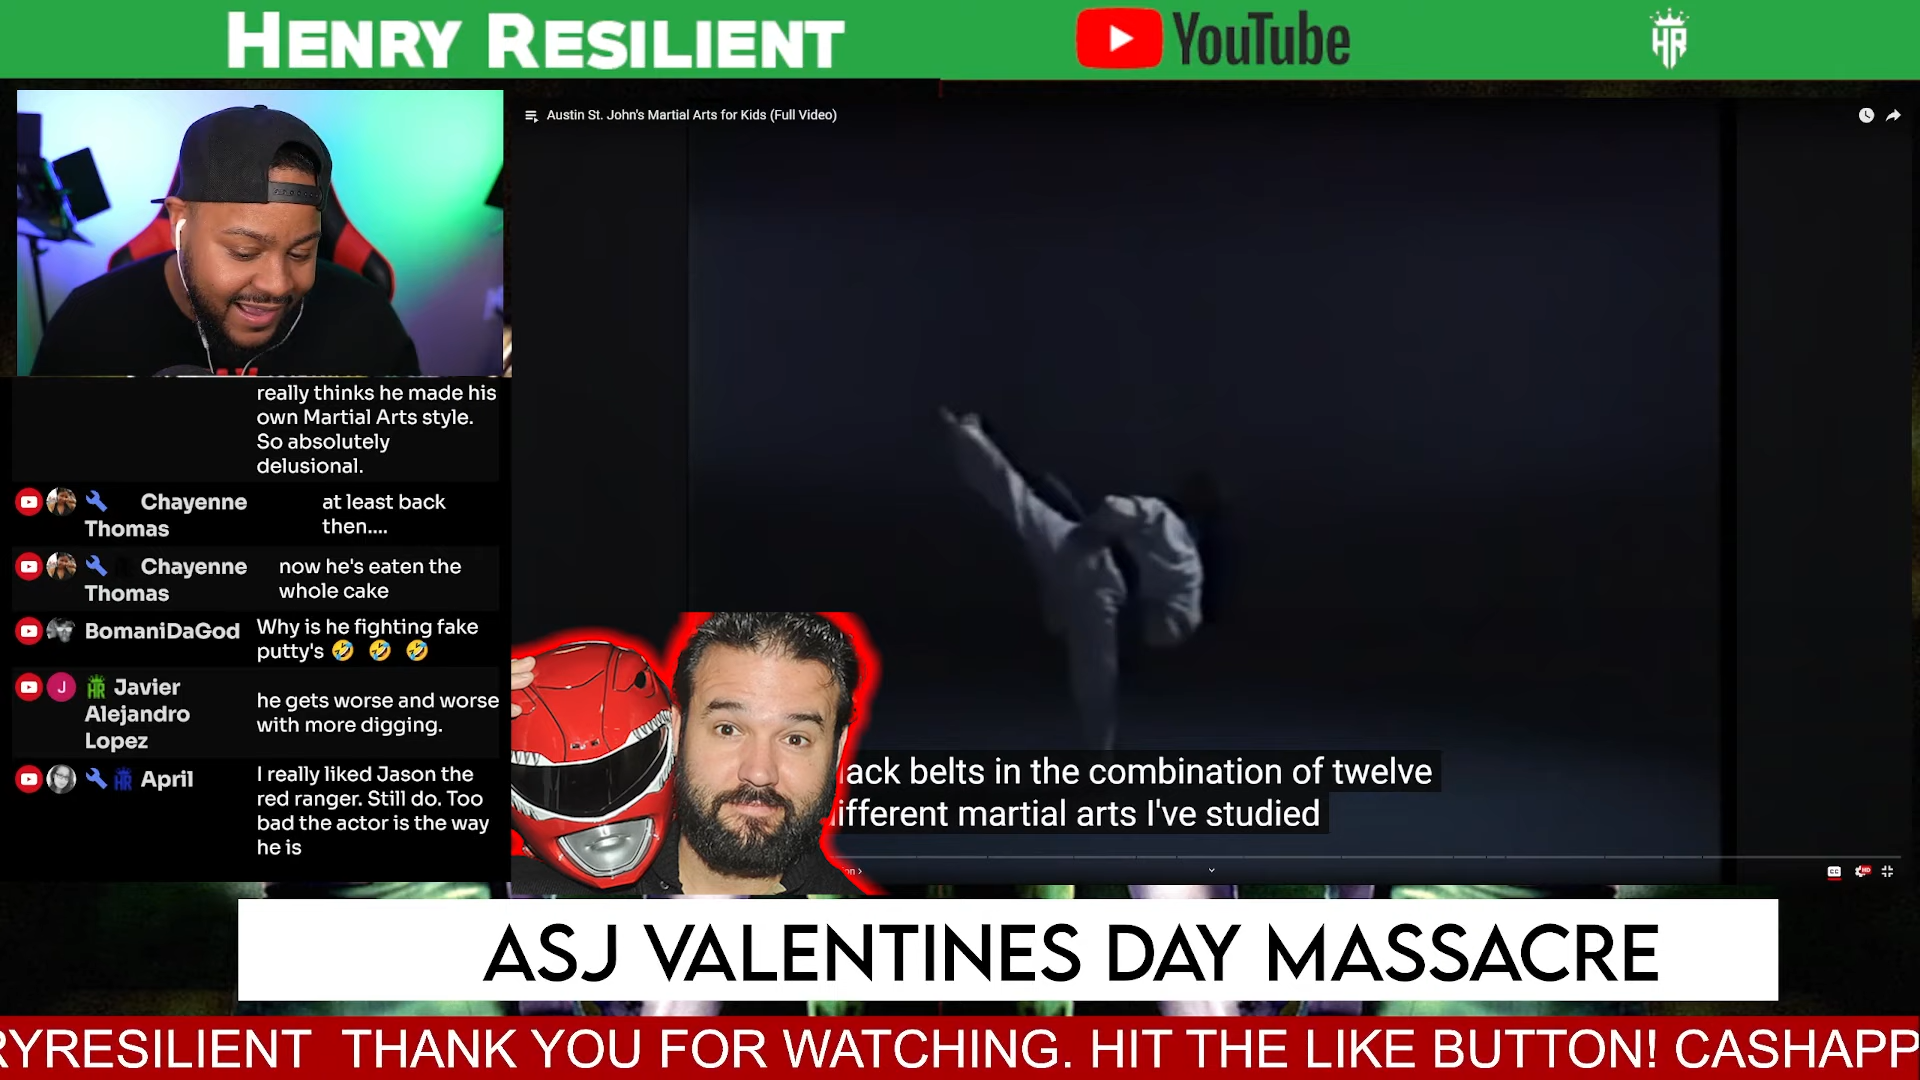 HENRY RESILIENT
YouTube
HR
Austin St. John's Martial Arts for Kids (Full Video)
really thinks he made his
own Martial Arts style.
So absolutely
delusional.
Chayenne
Thomas
at least back
then....
Chayenne
Thomas
now he's eaten the
whole cake
BomaniDaGod
Why is he fighting fake
putty's 🤣 🤣 🤣
J
Javier
Alejandro
Lopez
he gets worse and worse
with more digging.
April
I really liked Jason the
red ranger. Still do. Too
bad the actor is the way
he is
lack belts in the combination of twelve
ifferent martial arts I've studied
CC
HD
ASJ VALENTINES DAY MASSACRE
RYRESILIENT THANK YOU FOR WATCHING. HIT THE LIKE BUTTON! CASHAPP